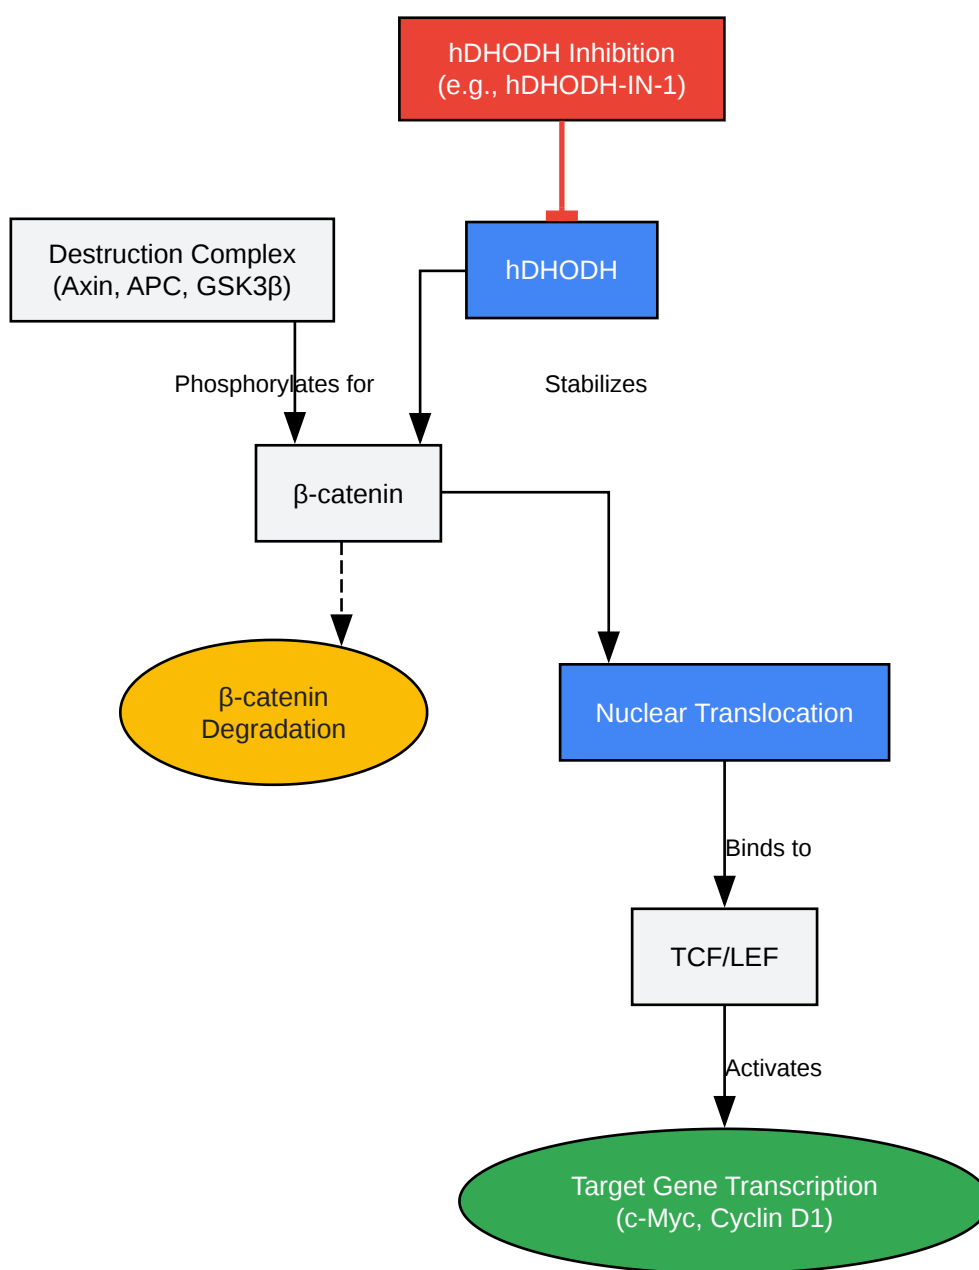 hDHODH Inhibition
(e.g., hDHODH-IN-1)
Destruction Complex
(Axin, APC, GSK3β)
hDHODH
Phosphorylates for
Stabilizes
β-catenin
β-catenin
Degradation
Nuclear Translocation
Binds to
TCF/LEF
Activates
Target Gene Transcription
(c-Myc, Cyclin D1)